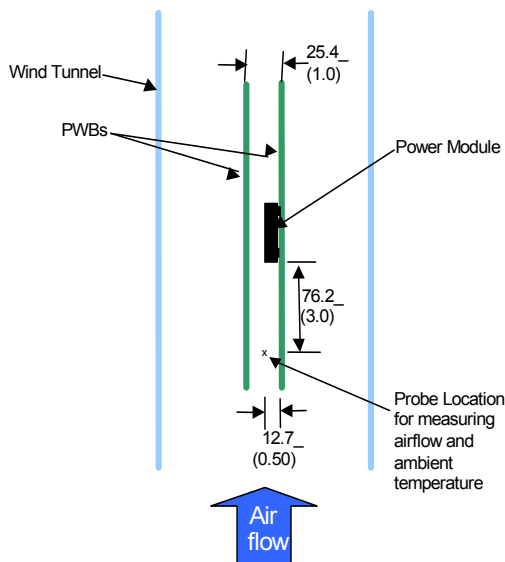 25.4_
(1.0)
Wind Tunnel
PWBs
Power Module
76.2_
(3.0)
x
Probe Location
for measuring
airflow and
ambient
temperature
12.7_
(0.50)
Air
flow